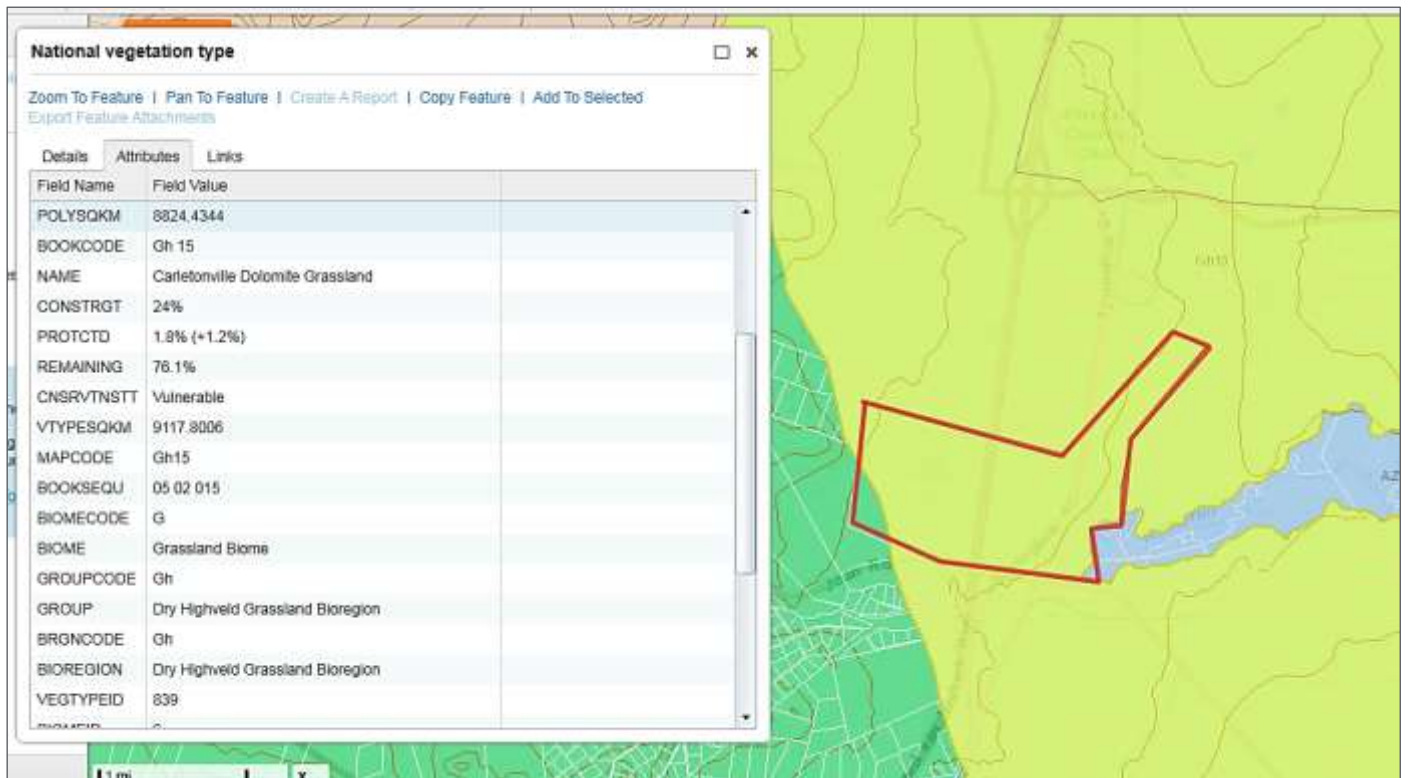 National vegetation type
Zoom To Feature | Pan To Feature | Create A Report | Copy Feature | Add To Selected
Export Feature Attachments
Details Attributes Links
Field Name Field Value
POLYSQKM 8824.4344
BOOKCODE Gh 15
NAME Carletonville Dolomite Grassland
CONSTRGT 24%
PROTCTD 1.8% (+1.2%)
REMAINING 76.1%
CNSRVTNSTT Vulnerable
VTYPESQKM 9117.8006
MAPCODE Gh15
BOOKSEQU 05 02 015
BIOMECODE G
BIOME Grassland Biome
GROUPCODE Gh
GROUP Dry Highveld Grassland Bioregion
BRGNCODE Gh
BIOREGION Dry Highveld Grassland Bioregion
VEGTYPEID 839
Gh15
AZ
1 mi